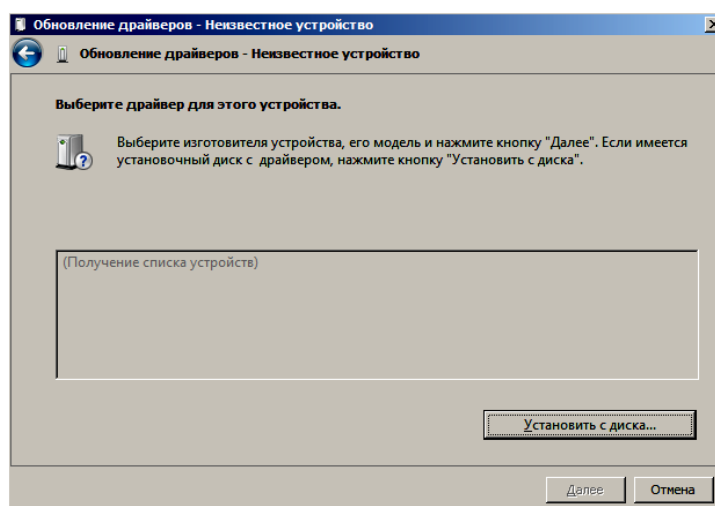 Обновление драйверов - Неизвестное устройство
Обновление драйверов - Неизвестное устройство
Выберите драйвер для этого устройства.
Выберите изготовителя устройства, его модель и нажмите кнопку "Далее". Если имеется
установочный диск с драйвером, нажмите кнопку "Установить с диска".
(Получение списка устройств)
Установить с диска...
Далее
Отмена